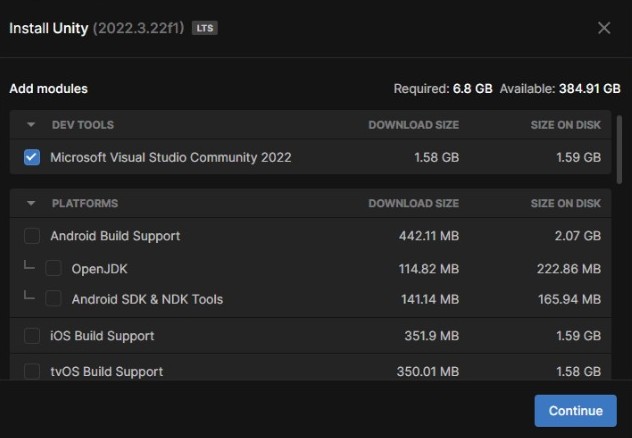 Install Unity (2022.3.22f1) LTS
Add modules Required: 6.8 GB Available: 384.91 GB
DEV TOOLS DOWNLOAD SIZE SIZE ON DISK
Microsoft Visual Studio Community 2022 1.58 GB 1.59 GB
PLATFORMS DOWNLOAD SIZE SIZE ON DISK
Android Build Support 442.11 MB 2.07 GB
OpenJDK 114.82 MB 222.86 MB
Android SDK & NDK Tools 141.14 MB 165.94 MB
iOS Build Support 351.9 MB 1.59 GB
tvOS Build Support 350.01 MB 1.58 GB
Continue